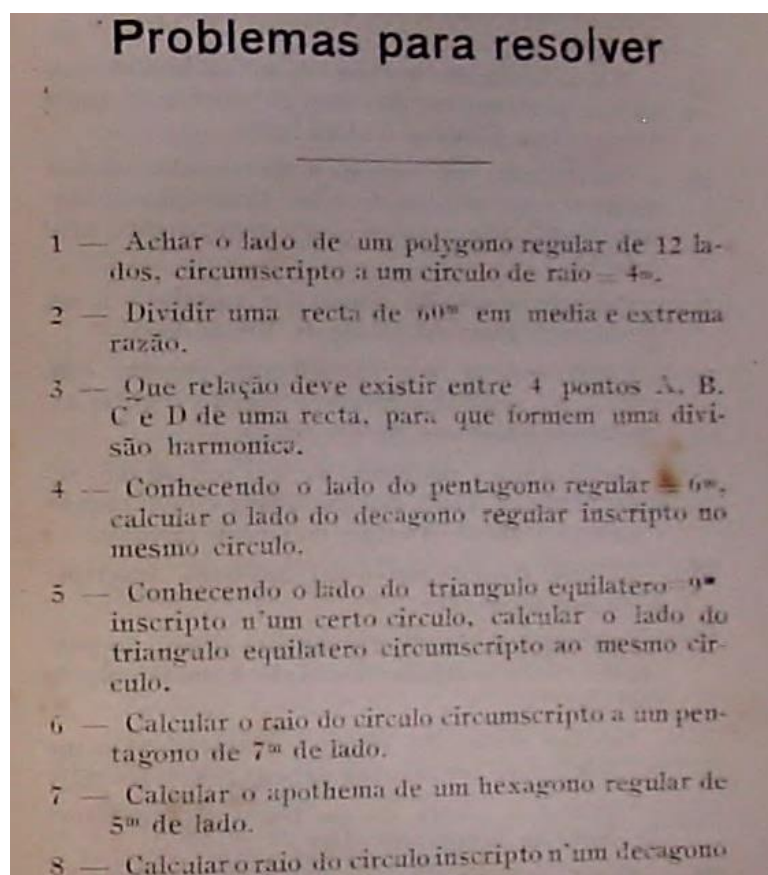 Problemas para resolver
1 — Achar o lado de um polygono regular de 12 la-
dos, circumscripto a um circulo de raio = 4m.
2 — Dividir uma recta de 60m em media e extrema
razão.
3 — Que relação deve existir entre 4 pontos A. B.
C e D de uma recta, para que formem uma divi-
são harmonica.
4 — Conhecendo o lado do pentagono regular = 6m,
calcular o lado do decagono regular inscripto no
mesmo circulo.
5 — Conhecendo o lado do triangulo equilatero 9m
inscripto n'um certo circulo, calcular o lado do
triangulo equilatero circumscripto ao mesmo cir-
culo.
6 — Calcular o raio do circulo circumscripto a um pen-
tagono de 7m de lado.
7 — Calcular o apothema de um hexagono regular de
5m de lado.
8 — Calcular o raio do circulo inscripto n'um decagono